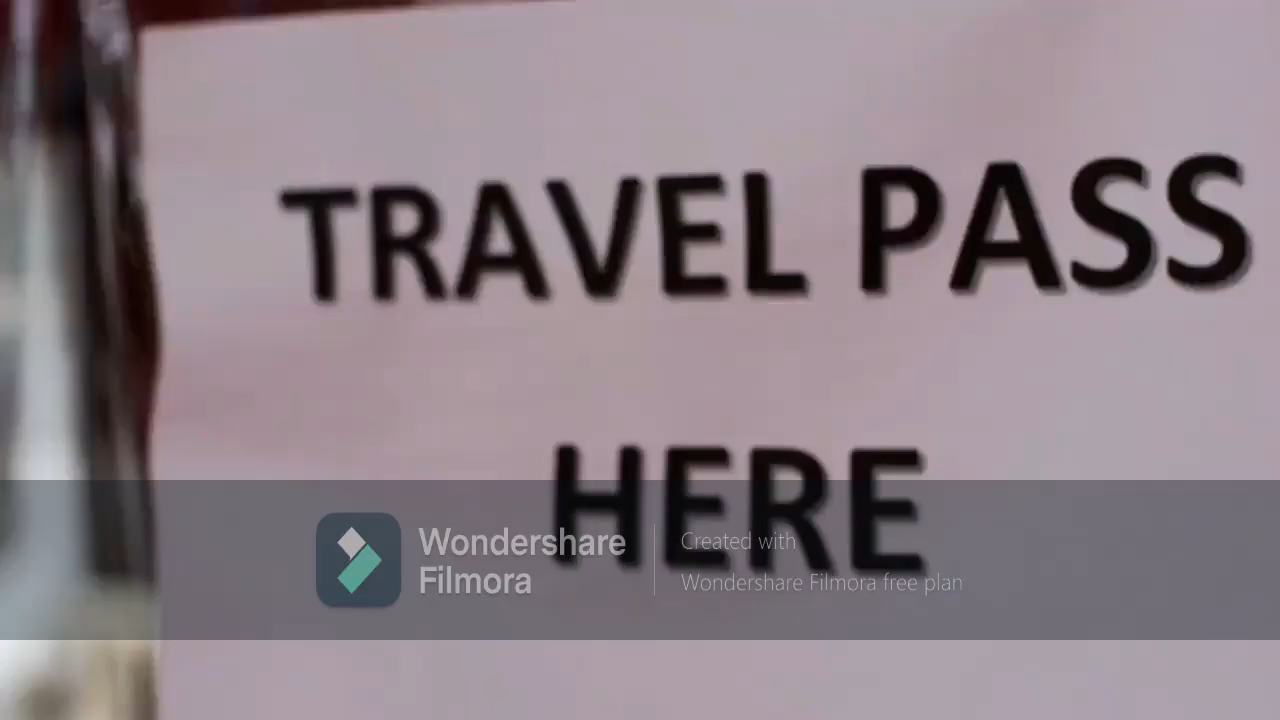 TRAVEL PASS
HERE
Wondershare
Filmora
Created with
Wondershare Filmora free plan